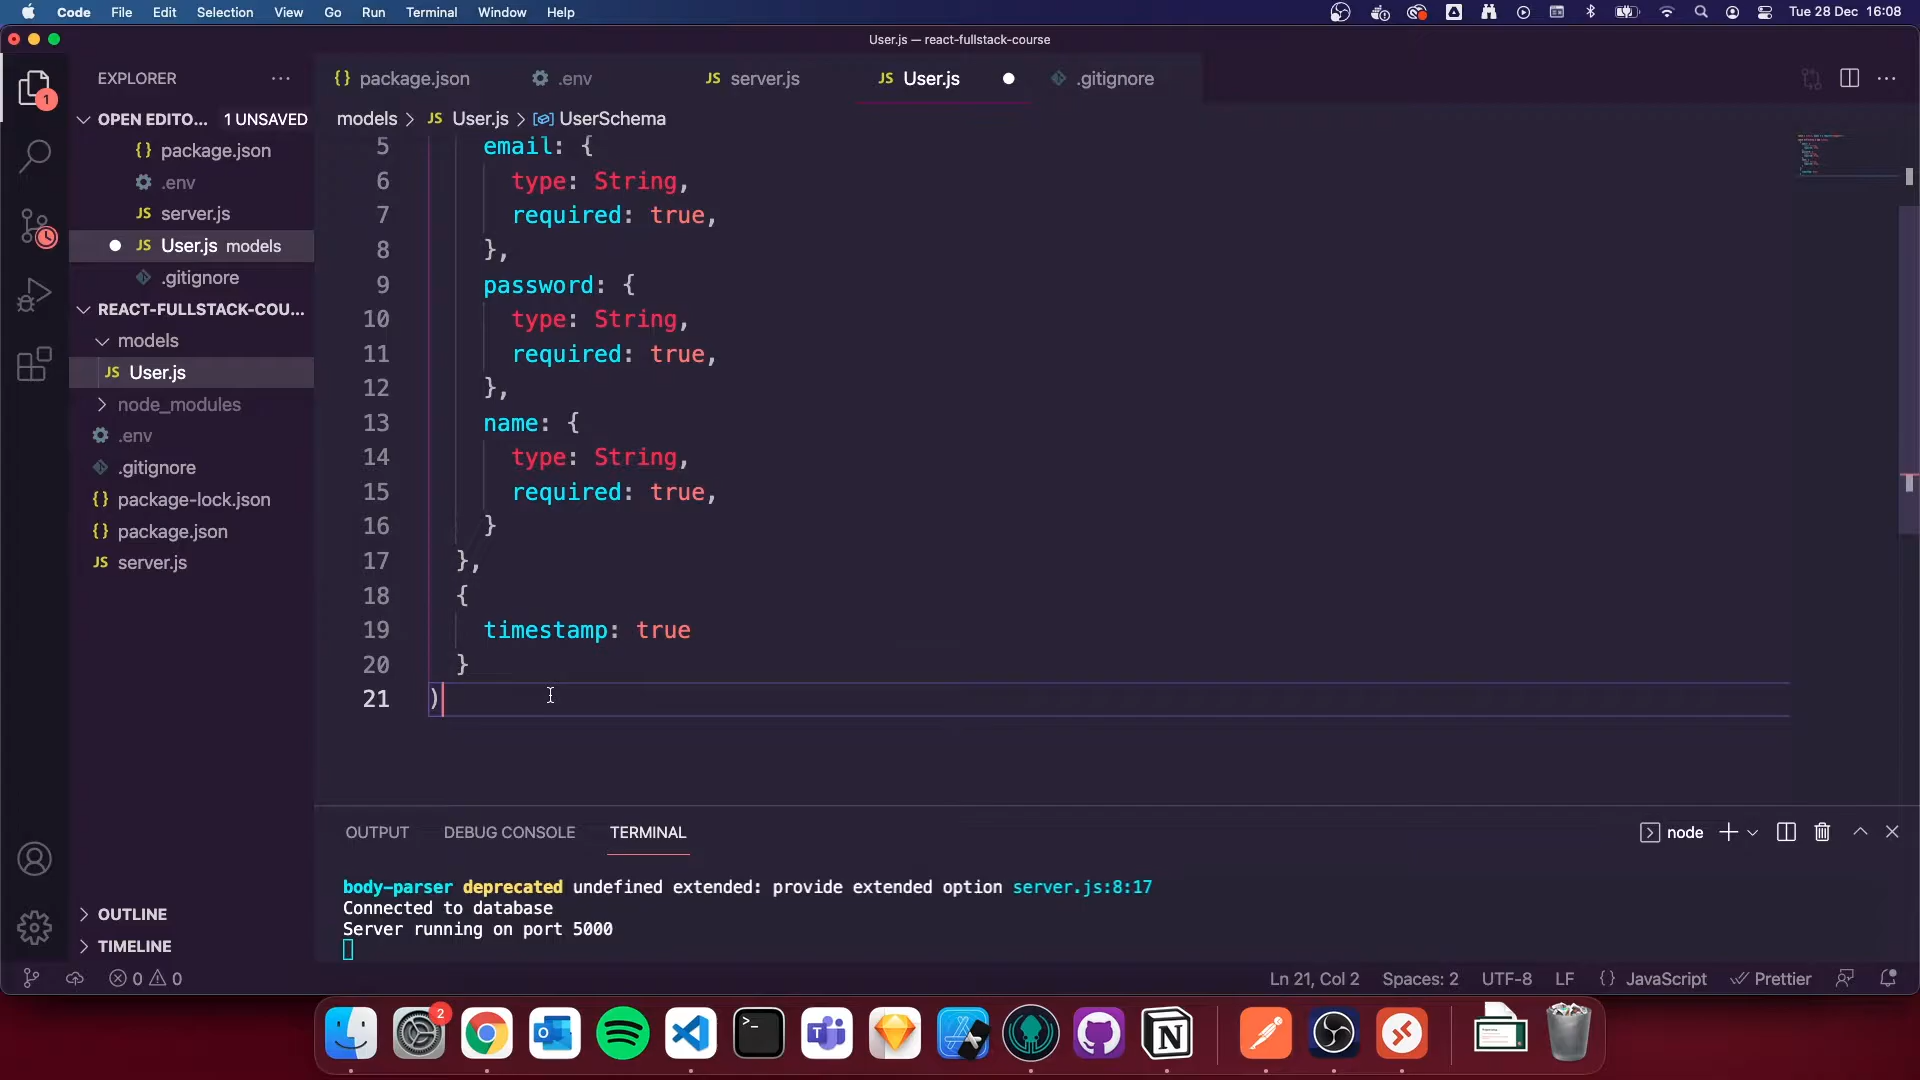 Code File Edit Selection View Go Run Terminal Window Help Tue 28 Dec 16:08
User.js — react-fullstack-course
EXPLORER
package.json .env server.js User.js .gitignore
OPEN EDITO... 1 UNSAVED
models > JS User.js > UserSchema
{} package.json
.env
JS server.js
JS User.js models
.gitignore
REACT-FULLSTACK-COU...
models
JS User.js
node_modules
.env
.gitignore
{} package-lock.json
{} package.json
JS server.js
OUTLINE
TIMELINE
5 email: {
6 type: String,
7 required: true,
8 },
9 password: {
10 type: String,
11 required: true,
12 },
13 name: {
14 type: String,
15 required: true,
16 }
17 },
18 {
19 timestamp: true
20 }
21 )
OUTPUT DEBUG CONSOLE TERMINAL node
body-parser deprecated undefined extended: provide extended option server.js:8:17
Connected to database
Server running on port 5000
0 0 Ln 21, Col 2 Spaces: 2 UTF-8 LF {} JavaScript Prettier
2
1